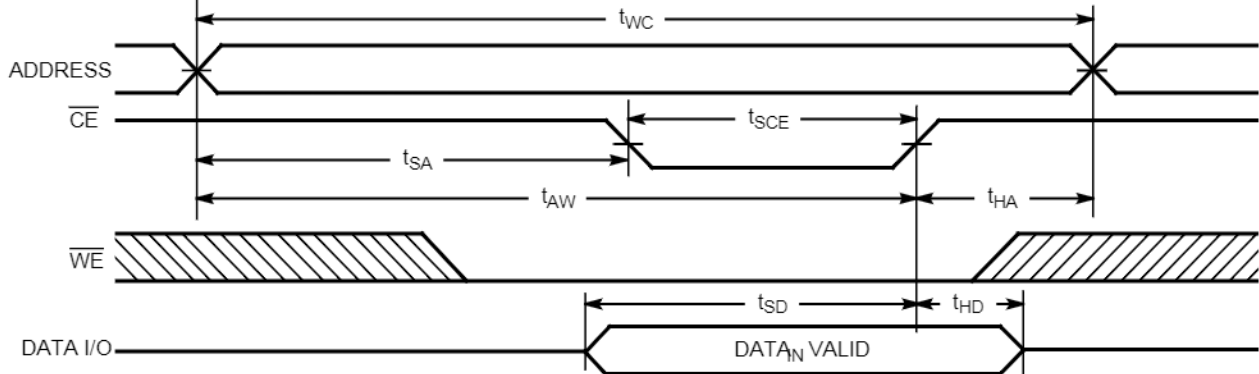 tWC
ADDRESS
CE
tSCE
tSA
tAW
tHA
WE
tSD
tHD
DATA I/O
DATAIN VALID